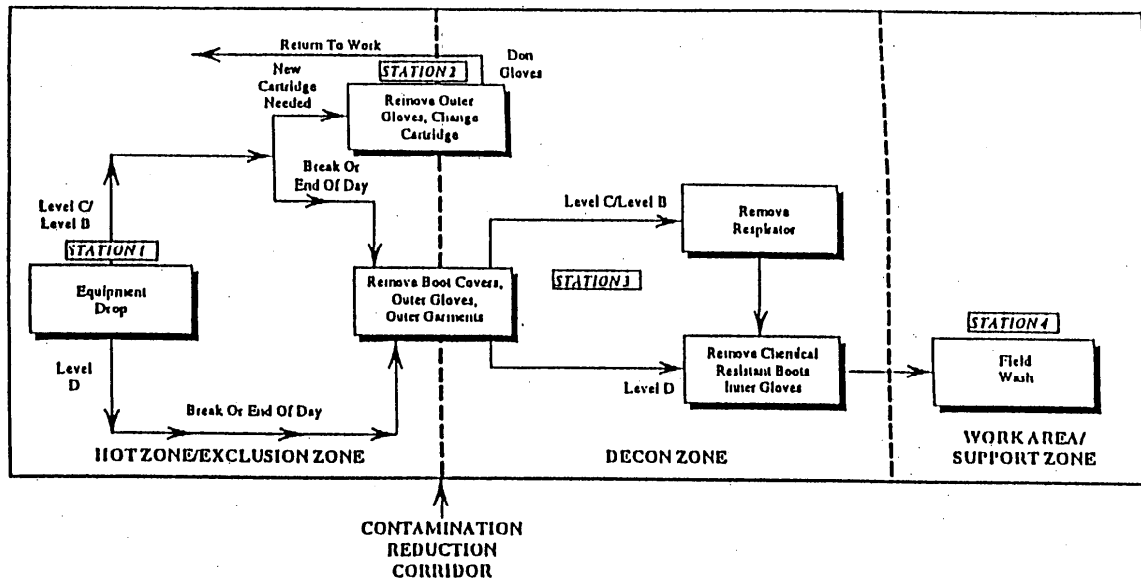 Return To Work
Don
Gloves
STATION 2
New
Cartridge
Needed
Remove Outer
Gloves, Change
Cartridge
Break Or
End Of Day
Level C/
Level B
STATION 1
Equipment
Drop
Level
D
Break Or End Of Day
HOT ZONE/EXCLUSION ZONE
Remove Boot Covers,
Outer Gloves,
Outer Garments
Level C/Level B
Remove
Respirator
STATION 3
Level D
Remove Chemical
Resistant Boots
Inner Gloves
DECON ZONE
STATION 4
Field
Wash
WORK AREA/
SUPPORT ZONE
CONTAMINATION
REDUCTION
CORRIDOR